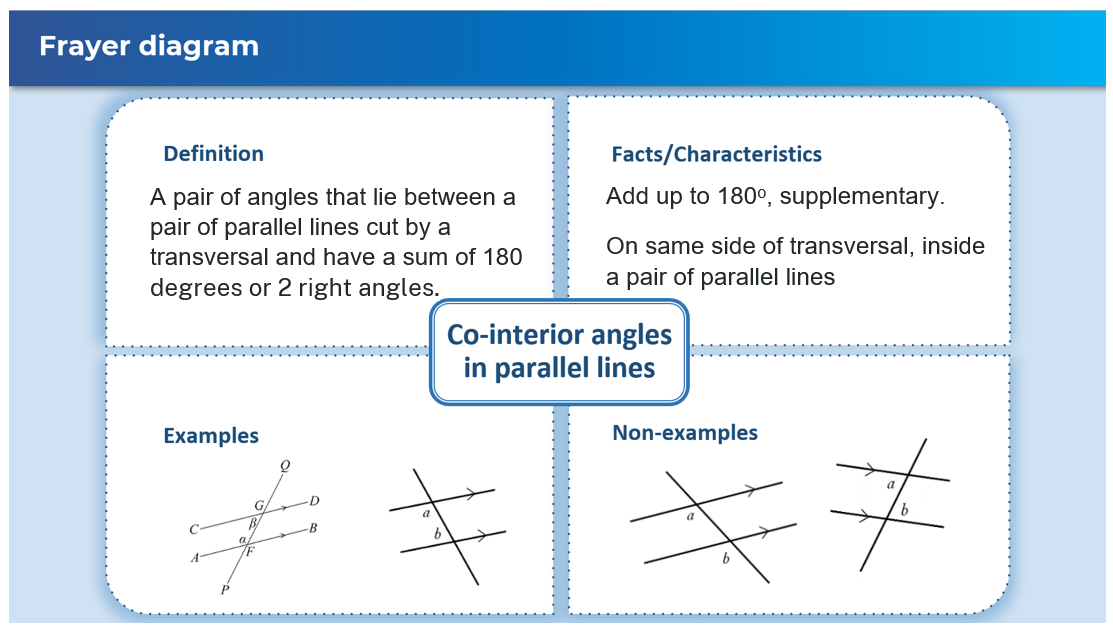 Frayer diagram
Definition
A pair of angles that lie between a
pair of parallel lines cut by a
transversal and have a sum of 180
degrees or 2 right angles.
Facts/Characteristics
Add up to 180º, supplementary.
On same side of transversal, inside
a pair of parallel lines
Co-interior angles
in parallel lines
Examples
Q
G
D
C
β
B
α
A
F
P
a
b
Non-examples
a
b
a
b